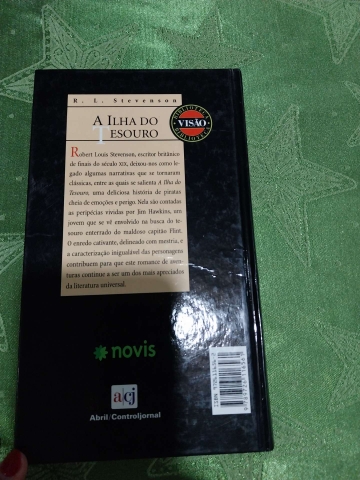 R. L. Stevenson
A ILHA DO
TESOURO
BIBLIOTECA
VISÃO
BIBLIOTECA
Robert Louis Stevenson, escritor britânico
de finais do século XIX, deixou-nos como le-
gado algumas narrativas que se tornaram
clássicas, entre as quais se salienta A Ilha do
Tesouro, uma deliciosa história de piratas
cheia de emoções e perigo. Nela são contadas
as peripécias vividas por Jim Hawkins, um
jovem que se vê envolvido na busca do te-
souro enterrado do maldoso capitão Flint.
O enredo cativante, delineado com mestria, e
a caracterização inigualável das personagens
contribuem para que este romance de aven-
turas continue a ser um dos mais apreciados
da literatura universal.
novis
a|cj
Abril/Controljornal